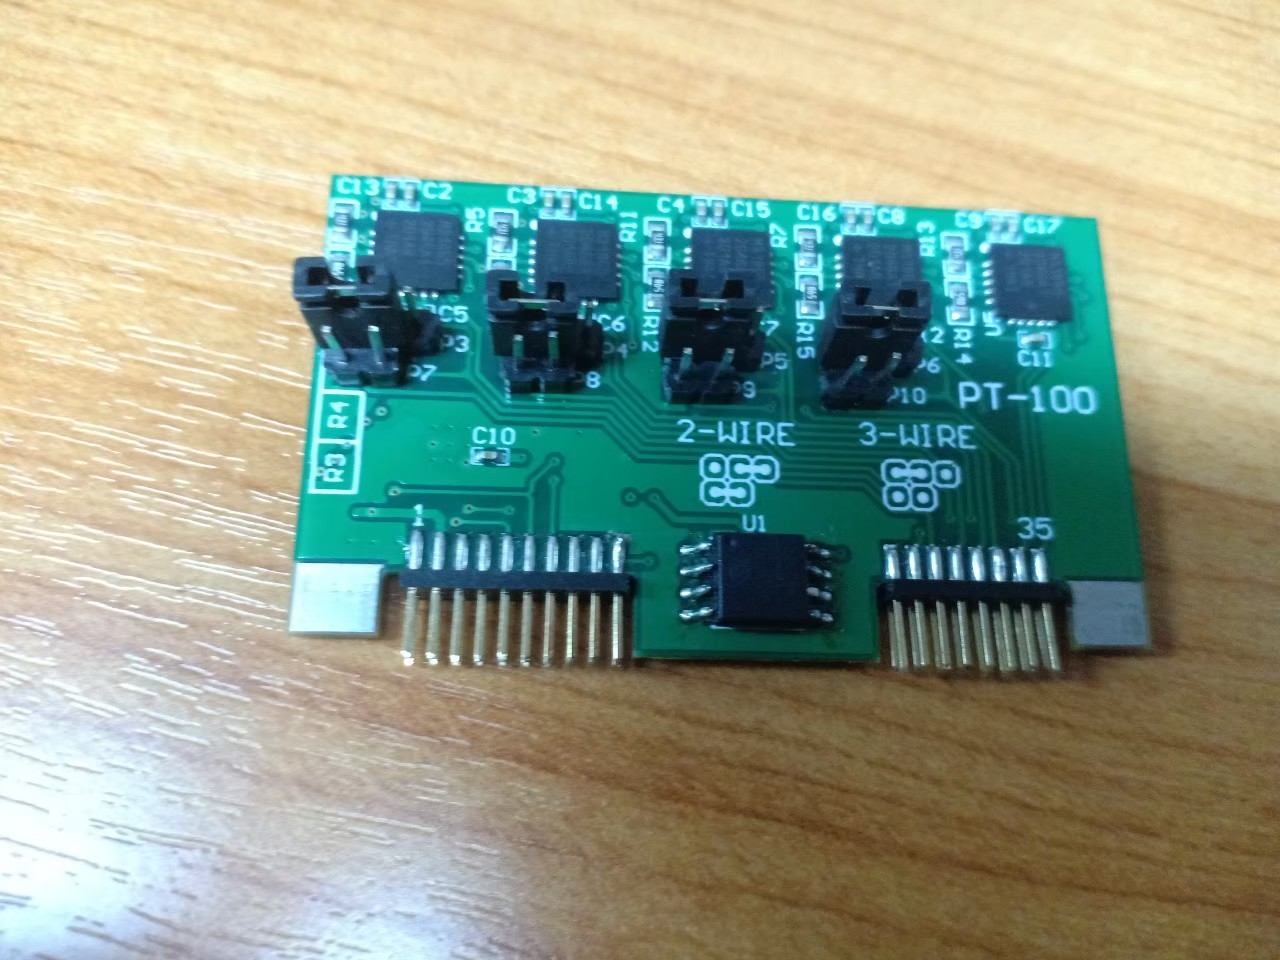 C13 C2 C3 C14 C4 C15 C16 C8 C9 C17
R5 R11 R7 R13
C5 C6
P3 P4 P5 P6
R12 R15 R14
C11
P7 P8 P9 P10
PT-100
R4
R3
C10
2-WIRE 3-WIRE
1
U1
35